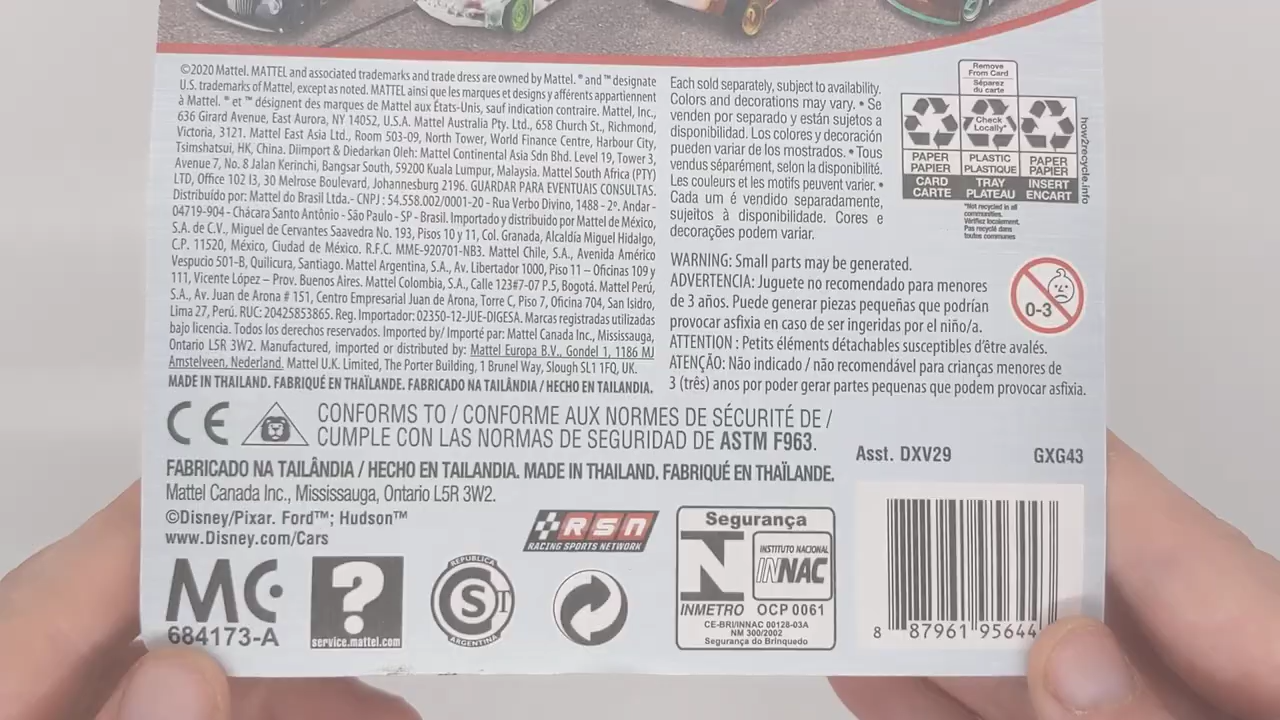 ©2020 Mattel. MATTEL and associated trademarks and trade dress are owned by Mattel. ® and ™ designate
U.S. trademarks of Mattel, except as noted. MATTEL ainsi que les marques et designs y afférents appartiennent
à Mattel. ® et ™ désignent des marques de Mattel aux États-Unis, sauf indication contraire. Mattel, Inc.,
636 Girard Avenue, East Aurora, NY 14052, U.S.A. Mattel Australia Pty. Ltd., 658 Church St., Richmond,
Victoria, 3121. Mattel East Asia Ltd., Room 503-09, North Tower, World Finance Centre, Harbour City,
Tsimshatsui, HK, China. Diimport & Diedarkan Oleh: Mattel Continental Asia Sdn Bhd. Level 19, Tower 3,
Avenue 7, No. 8 Jalan Kerinchi, Bangsar South, 59200 Kuala Lumpur, Malaysia. Mattel South Africa (PTY)
LTD, Office 102 I3, 30 Melrose Boulevard, Johannesburg 2196. GUARDAR PARA EVENTUAIS CONSULTAS.
Distribuído por: Mattel do Brasil Ltda.- CNPJ : 54.558.002/0001-20 - Rua Verbo Divino, 1488 - 2º. Andar -
04719-904 - Chácara Santo Antônio - São Paulo - SP - Brasil. Importado y distribuido por Mattel de México,
S.A. de C.V., Miguel de Cervantes Saavedra No. 193, Pisos 10 y 11, Col. Granada, Alcaldía Miguel Hidalgo,
C.P. 11520, México, Ciudad de México. R.F.C. MME-920701-NB3. Mattel Chile, S.A., Avenida Américo
Vespucio 501-B, Quilicura, Santiago. Mattel Argentina, S.A., Av. Libertador 1000, Piso 11 – Oficinas 109 y
111, Vicente López – Prov. Buenos Aires. Mattel Colombia, S.A., Calle 123#7-07 P.5, Bogotá. Mattel Perú,
S.A., Av. Juan de Arona # 151, Centro Empresarial Juan de Arona, Torre C, Piso 7, Oficina 704, San Isidro,
Lima 27, Perú. RUC: 20425853865. Reg. Importador: 02350-12-JUE-DIGESA. Marcas registradas utilizadas
bajo licencia. Todos los derechos reservados. Imported by/ Importé par: Mattel Canada Inc., Mississauga,
Ontario L5R 3W2. Manufactured, imported or distributed by: Mattel Europa B.V., Gondel 1, 1186 MJ
Amstelveen, Nederland. Mattel U.K. Limited, The Porter Building, 1 Brunel Way, Slough SL1 1FQ, UK.
MADE IN THAILAND. FABRIQUÉ EN THAÏLANDE. FABRICADO NA TAILÂNDIA / HECHO EN TAILANDIA.
Each sold separately, subject to availability.
Colors and decorations may vary. • Se
venden por separado y están sujetos a
disponibilidad. Los colores y decoración
pueden variar de los mostrados. • Tous
vendus séparément, selon la disponibilité.
Les couleurs et les motifs peuvent varier. •
Cada um é vendido separadamente,
sujeitos à disponibilidade. Cores e
decorações podem variar.
Remove
From Card
Séparez
du carte
Check
Locally*
PAPER
PAPIER
PLASTIC
PLASTIQUE
PAPER
PAPIER
CARD
CARTE
TRAY
PLATEAU
INSERT
ENCART
*Not recycled in all
communities.
Vérifiez localement.
Pas recyclé dans
toutes communes
how2recycle.info
WARNING: Small parts may be generated.
ADVERTENCIA: Juguete no recomendado para menores
de 3 años. Puede generar piezas pequeñas que podrían
provocar asfixia en caso de ser ingeridas por el niño/a.
ATTENTION : Petits éléments détachables susceptibles d'être avalés.
ATENÇÃO: Não indicado / não recomendável para crianças menores de
3 (três) anos por poder gerar partes pequenas que podem provocar asfixia.
0-3
CE
CONFORMS TO / CONFORME AUX NORMES DE SÉCURITÉ DE /
CUMPLE CON LAS NORMAS DE SEGURIDAD DE ASTM F963.
FABRICADO NA TAILÂNDIA / HECHO EN TAILANDIA. MADE IN THAILAND. FABRIQUÉ EN THAÏLANDE.
Mattel Canada Inc., Mississauga, Ontario L5R 3W2.
©Disney/Pixar. Ford™; Hudson™
www.Disney.com/Cars
RSN
RACING SPORTS NETWORK
Asst. DXV29
GXG43
MC
684173-A
?
service.mattel.com
REPUBLICA
S
ARGENTINA
Segurança
INSTITUTO NACIONAL
INNAC
INMETRO
OCP 0061
CE-BRI/INNAC 00128-03A
NM 300/2002
Segurança do Brinquedo
8 87961 95644